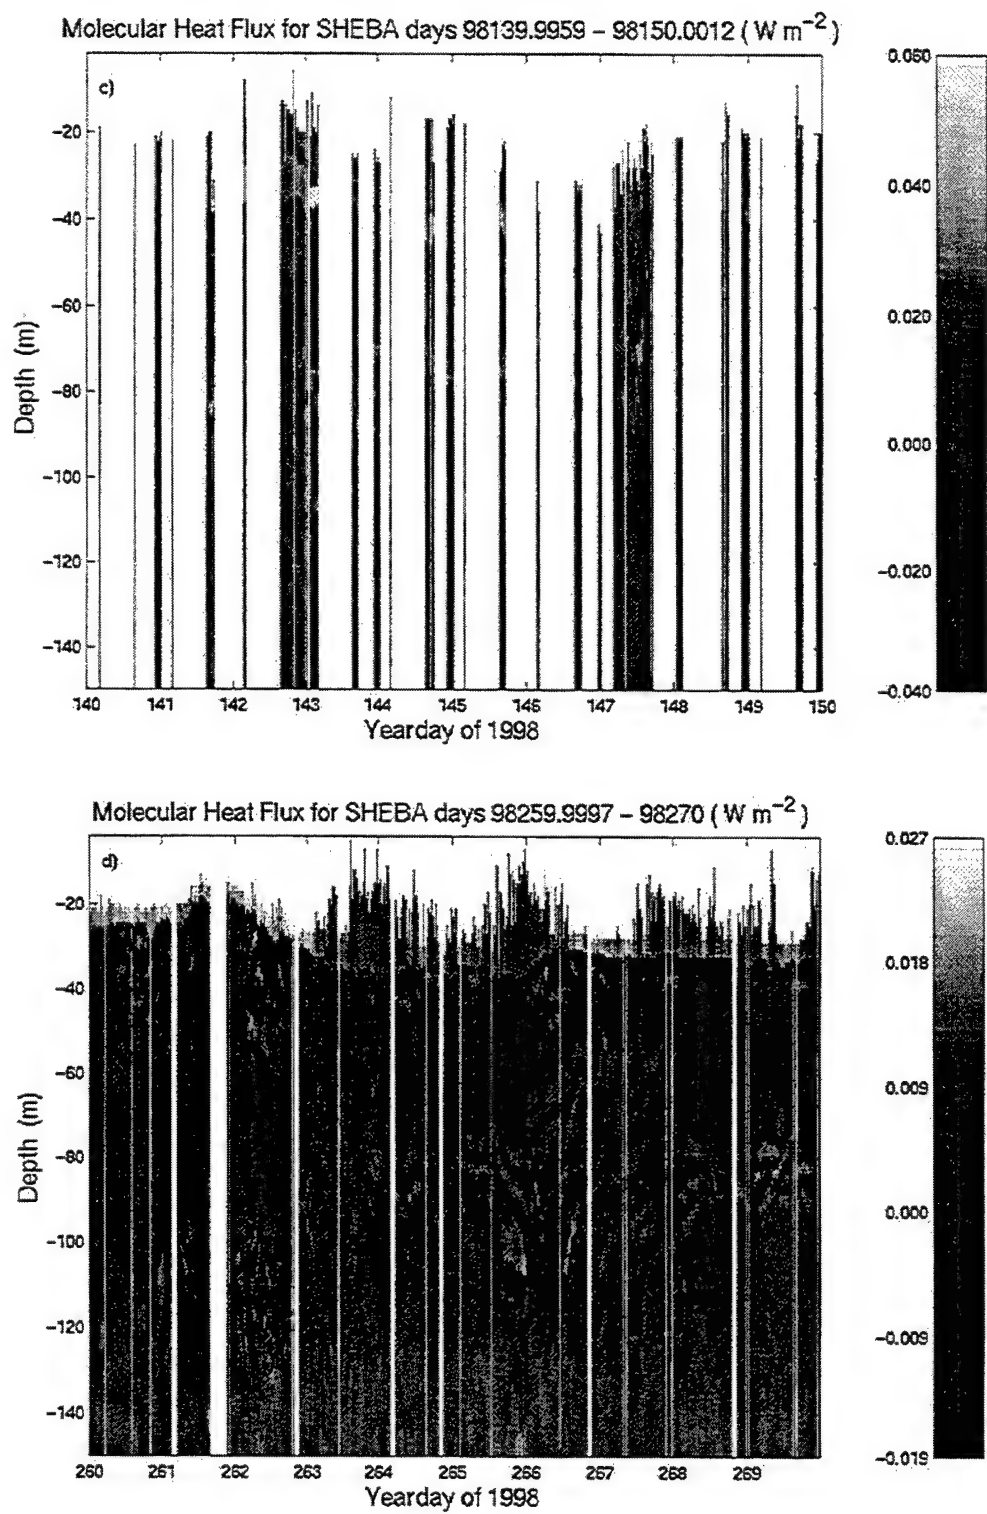 Molecular Heat Flux for SHEBA days 98139.9959 – 98150.0012 ( W m⁻² )
c)
0.050
0.040
0.020
0.000
-0.020
-0.040
-20
-40
-60
-80
-100
-120
-140
Depth (m)
140 141 142 143 144 145 146 147 148 149 150
Yearday of 1998
Molecular Heat Flux for SHEBA days 98259.9997 – 98270 ( W m⁻² )
d)
0.027
0.018
0.009
0.000
-0.009
-0.019
-20
-40
-60
-80
-100
-120
-140
Depth (m)
260 261 262 263 264 265 266 267 268 269
Yearday of 1998